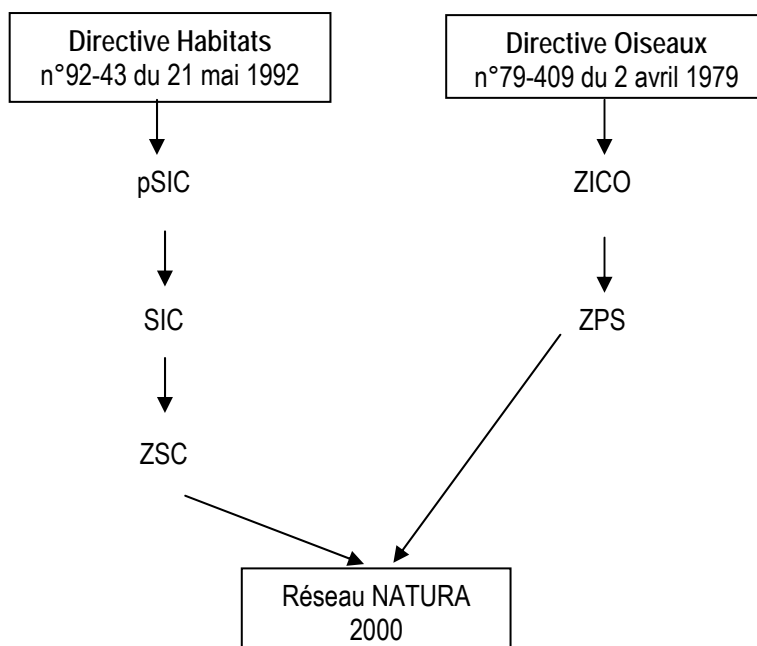 Directive Habitats
n°92-43 du 21 mai 1992
Directive Oiseaux
n°79-409 du 2 avril 1979
pSIC
ZICO
SIC
ZPS
ZSC
Réseau NATURA
2000